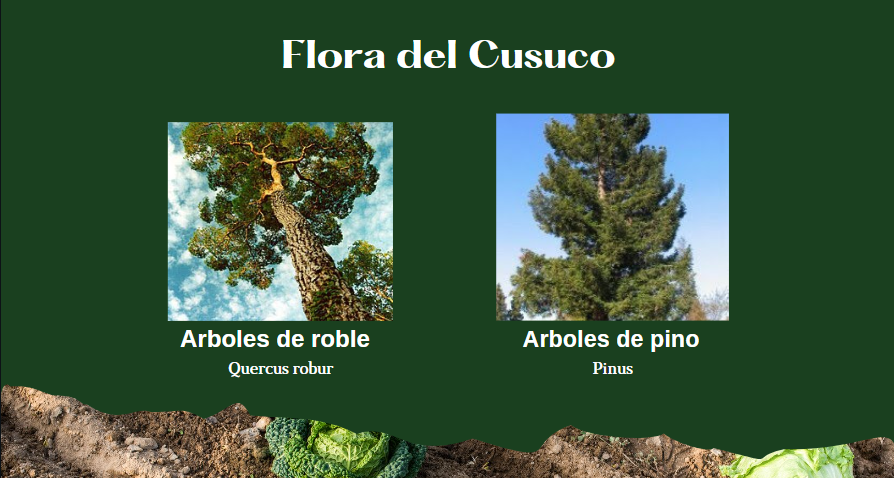 Flora del Cusuco
Arboles de roble
Arboles de pino
Quercus robur
Pinus